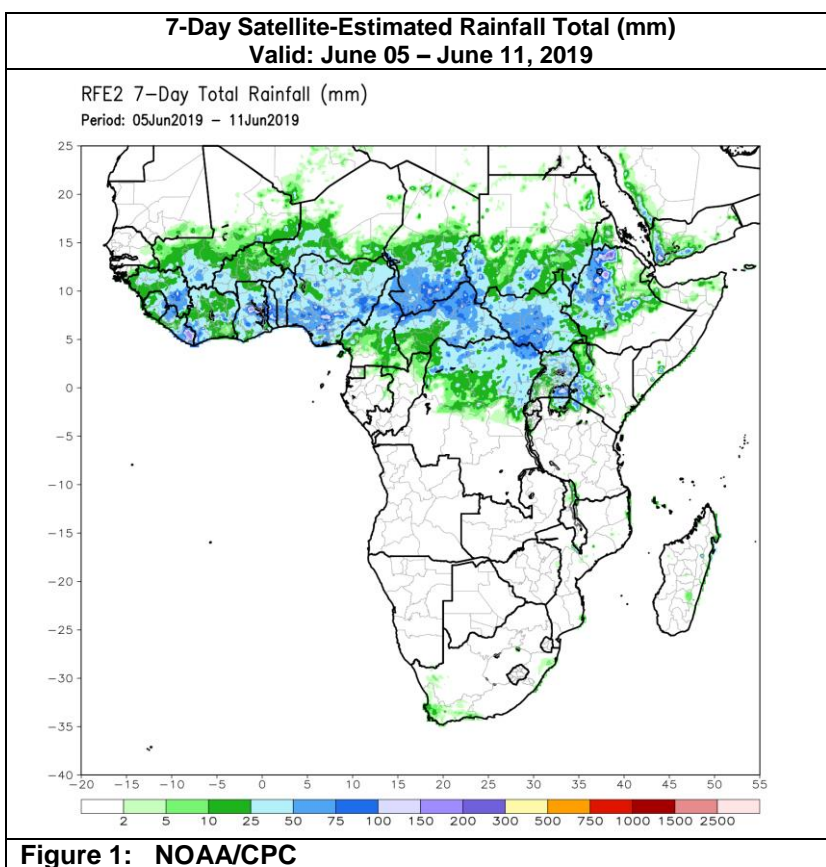 7-Day Satellite-Estimated Rainfall Total (mm)
Valid: June 05 – June 11, 2019
RFE2 7-Day Total Rainfall (mm)
Period: 05Jun2019 – 11Jun2019
25
20
15
10
5
0
-5
-10
-15
-20
-25
-30
-35
-40
-20 -15 -10 -5 0 5 10 15 20 25 30 35 40 45 50 55
2 5 10 25 50 75 100 150 200 300 500 750 1000 1500 2500
Figure 1: NOAA/CPC